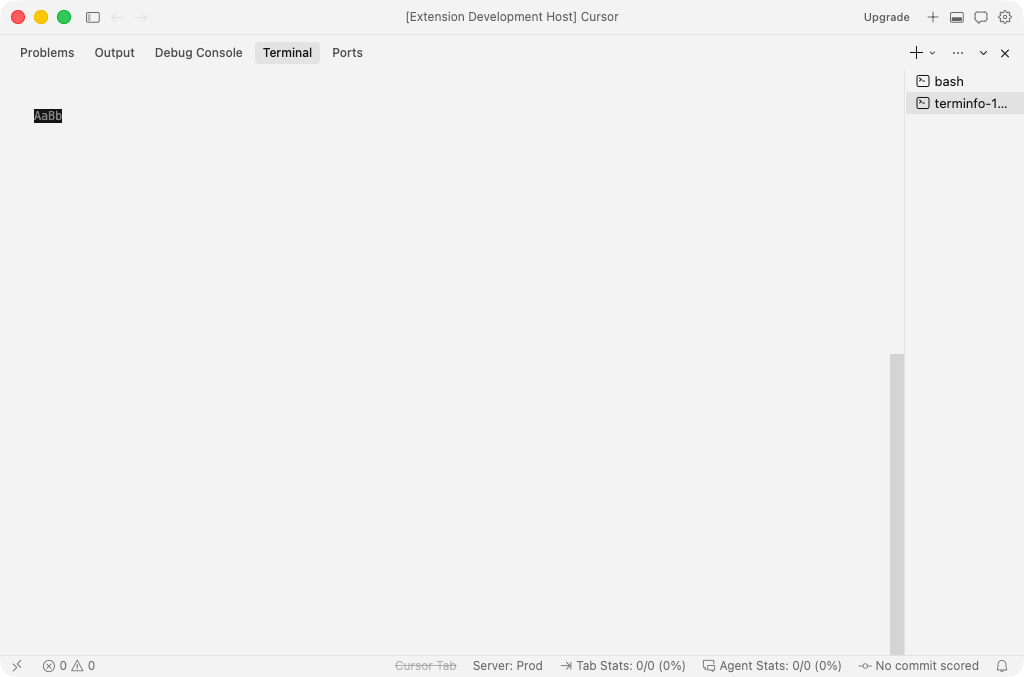 [Extension Development Host] Cursor
Upgrade
Problems Output Debug Console Terminal Ports
bash
terminfo-1...
AaBb
0 0 Cursor Tab Server: Prod Tab Stats: 0/0 (0%) Agent Stats: 0/0 (0%) No commit scored